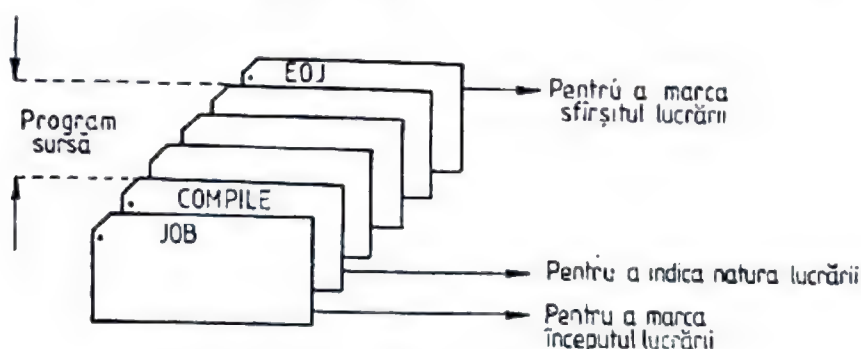 EOJ
Pentru a marca
sfîrşitul lucrării
Program
sursă
COMPILE
JOB
Pentru a indica natura lucrării
Pentru a marca
începutul lucrării